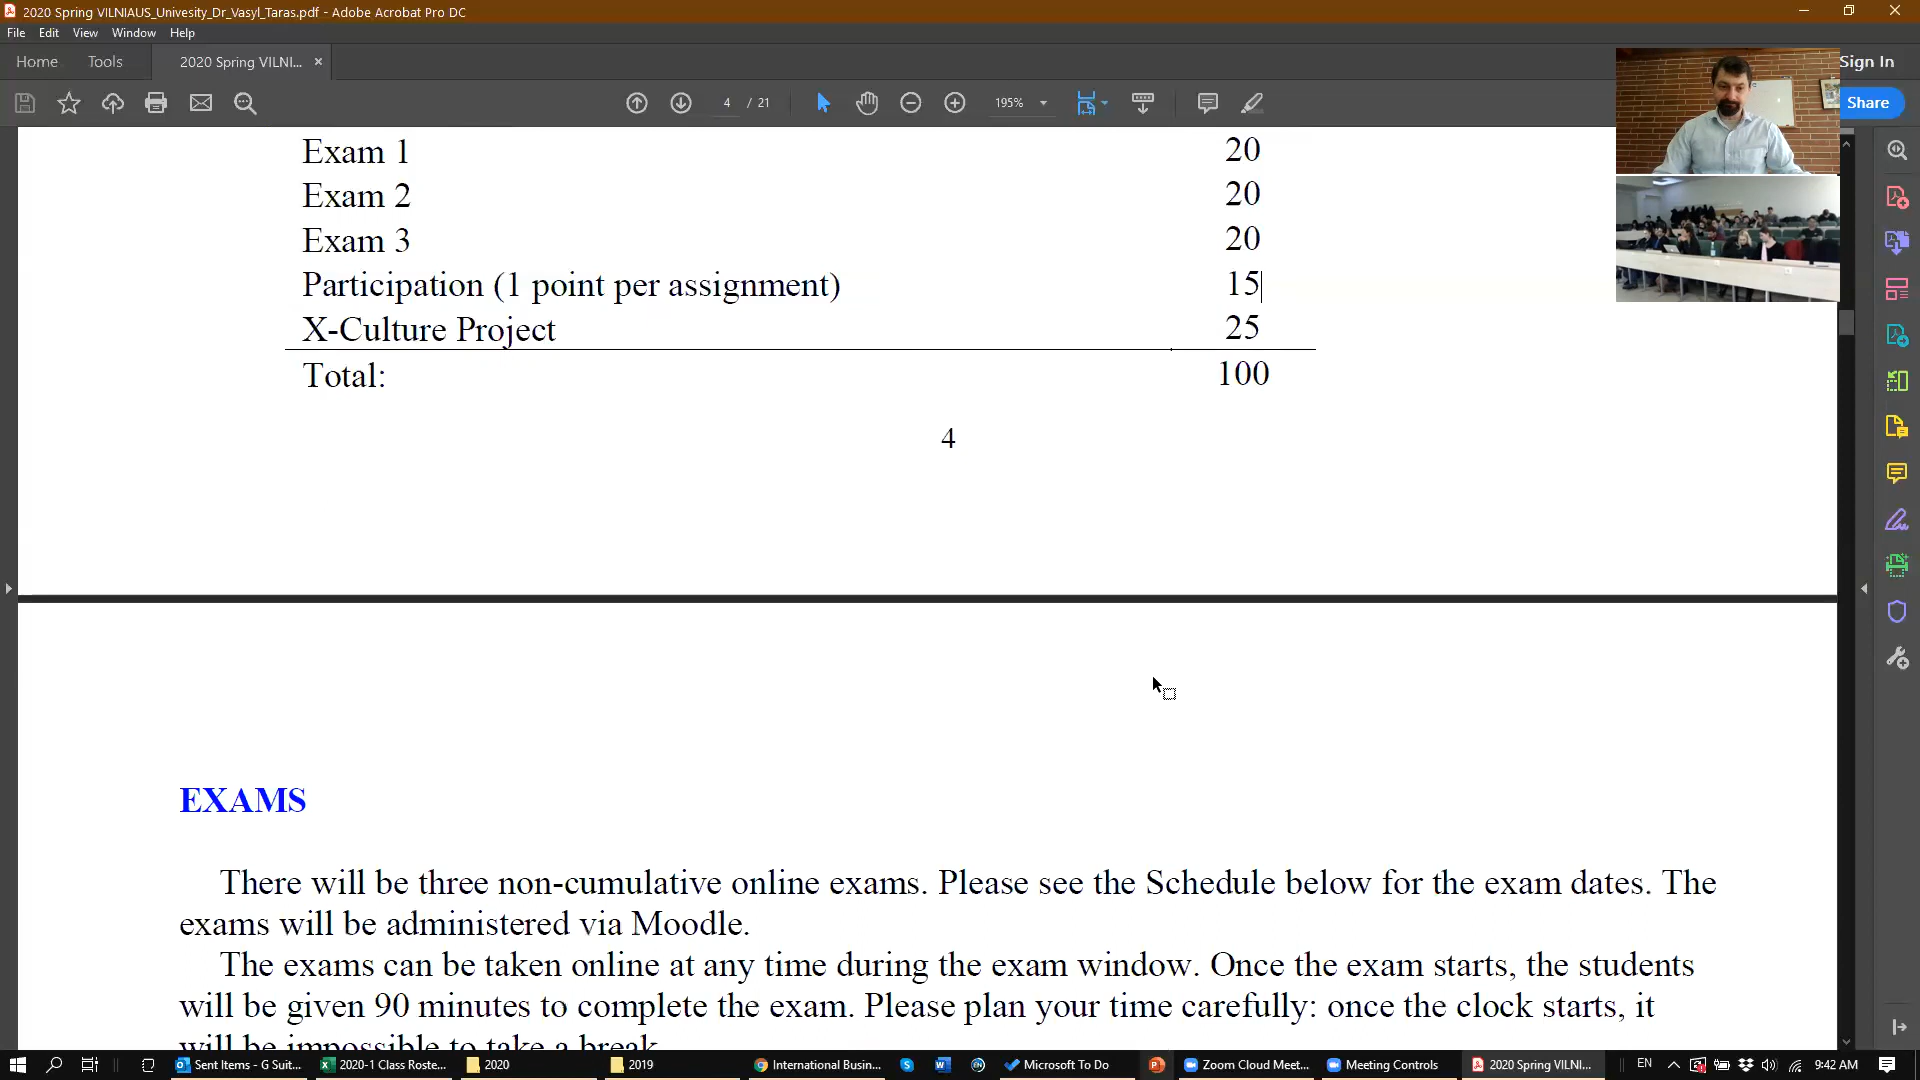 2020 Spring VILNIAUS_Univesity_Dr_Vasyl_Taras.pdf - Adobe Acrobat Pro DC
File Edit View Window Help
Home Tools 2020 Spring VILNI... × Sign In
4 / 21 195% Share
Exam 1 20
Exam 2 20
Exam 3 20
Participation (1 point per assignment) 15
X-Culture Project 25
Total: 100
4
EXAMS
There will be three non-cumulative online exams. Please see the Schedule below for the exam dates. The
exams will be administered via Moodle.
The exams can be taken online at any time during the exam window. Once the exam starts, the students
will be given 90 minutes to complete the exam. Please plan your time carefully: once the clock starts, it
will be impossible to take a break.
Sent Items - G Suit... 2020-1 Class Roste... 2020 2019 International Busin... Microsoft To Do Zoom Cloud Meet... Meeting Controls 2020 Spring VILNI... EN 9:42 AM